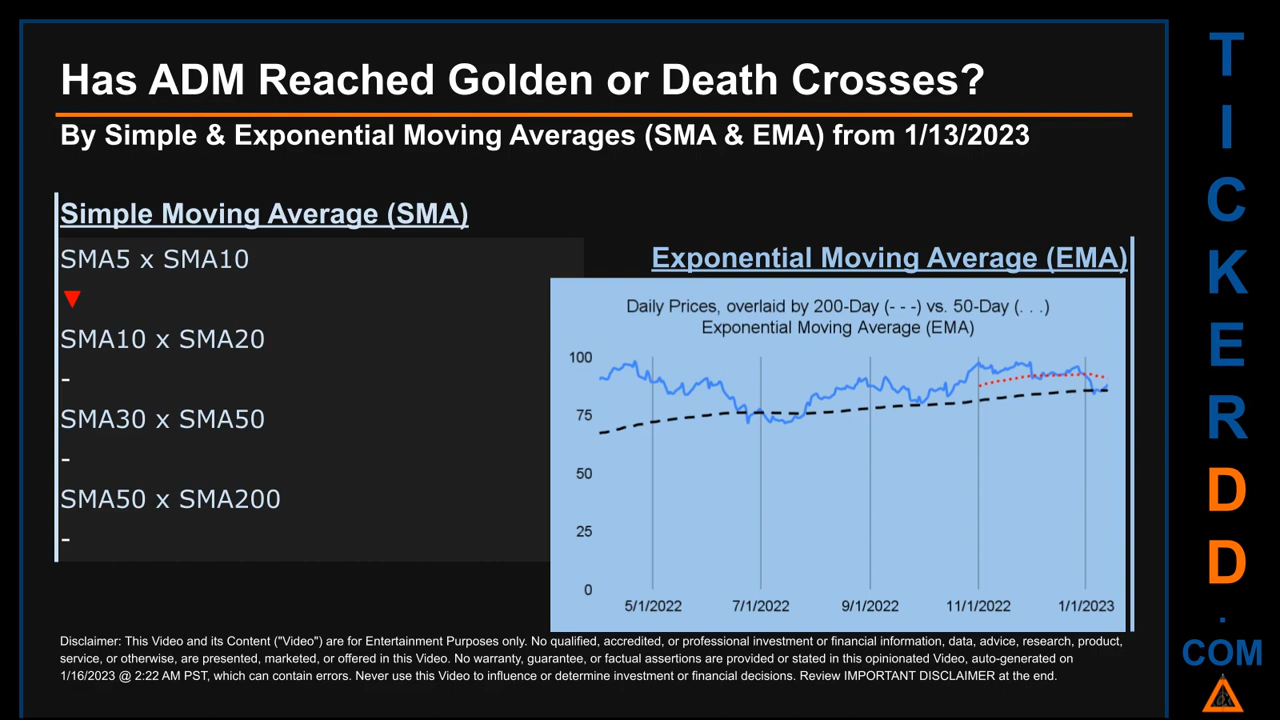 Has ADM Reached Golden or Death Crosses?
By Simple & Exponential Moving Averages (SMA & EMA) from 1/13/2023
Simple Moving Average (SMA)
SMA5 x SMA10
▼
SMA10 x SMA20
-
SMA30 x SMA50
-
SMA50 x SMA200
-
Exponential Moving Average (EMA)
Daily Prices, overlaid by 200-Day (- - -) vs. 50-Day (. . .)
Exponential Moving Average (EMA)
100
75
50
25
0
5/1/2022 7/1/2022 9/1/2022 11/1/2022 1/1/2023
Disclaimer: This Video and its Content ("Video") are for Entertainment Purposes only. No qualified, accredited, or professional investment or financial information, data, advice, research, product,
service, or otherwise, are presented, marketed, or offered in this Video. No warranty, guarantee, or factual assertions are provided or stated in this opinionated Video, auto-generated on
1/16/2023 @ 2:22 AM PST, which can contain errors. Never use this Video to influence or determine investment or financial decisions. Review IMPORTANT DISCLAIMER at the end.
T
I
C
K
E
R
D
D
.
COM